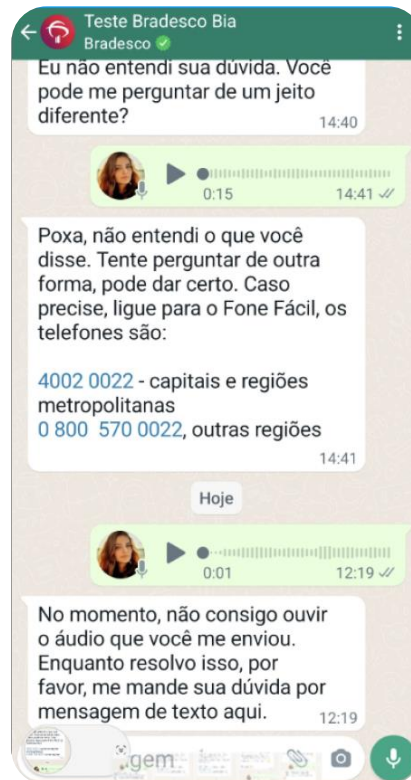 Teste Bradesco Bia
Bradesco
Eu não entendi sua dúvida. Você
pode me perguntar de um jeito
diferente?
14:40
0:15 14:41
Poxa, não entendi o que você
disse. Tente perguntar de outra
forma, pode dar certo. Caso
precise, ligue para o Fone Fácil, os
telefones são:
4002 0022 - capitais e regiões
metropolitanas
0 800 570 0022, outras regiões
14:41
Hoje
0:01 12:19
No momento, não consigo ouvir
o áudio que você me enviou.
Enquanto resolvo isso, por
favor, me mande sua dúvida por
mensagem de texto aqui.
12:19
gem